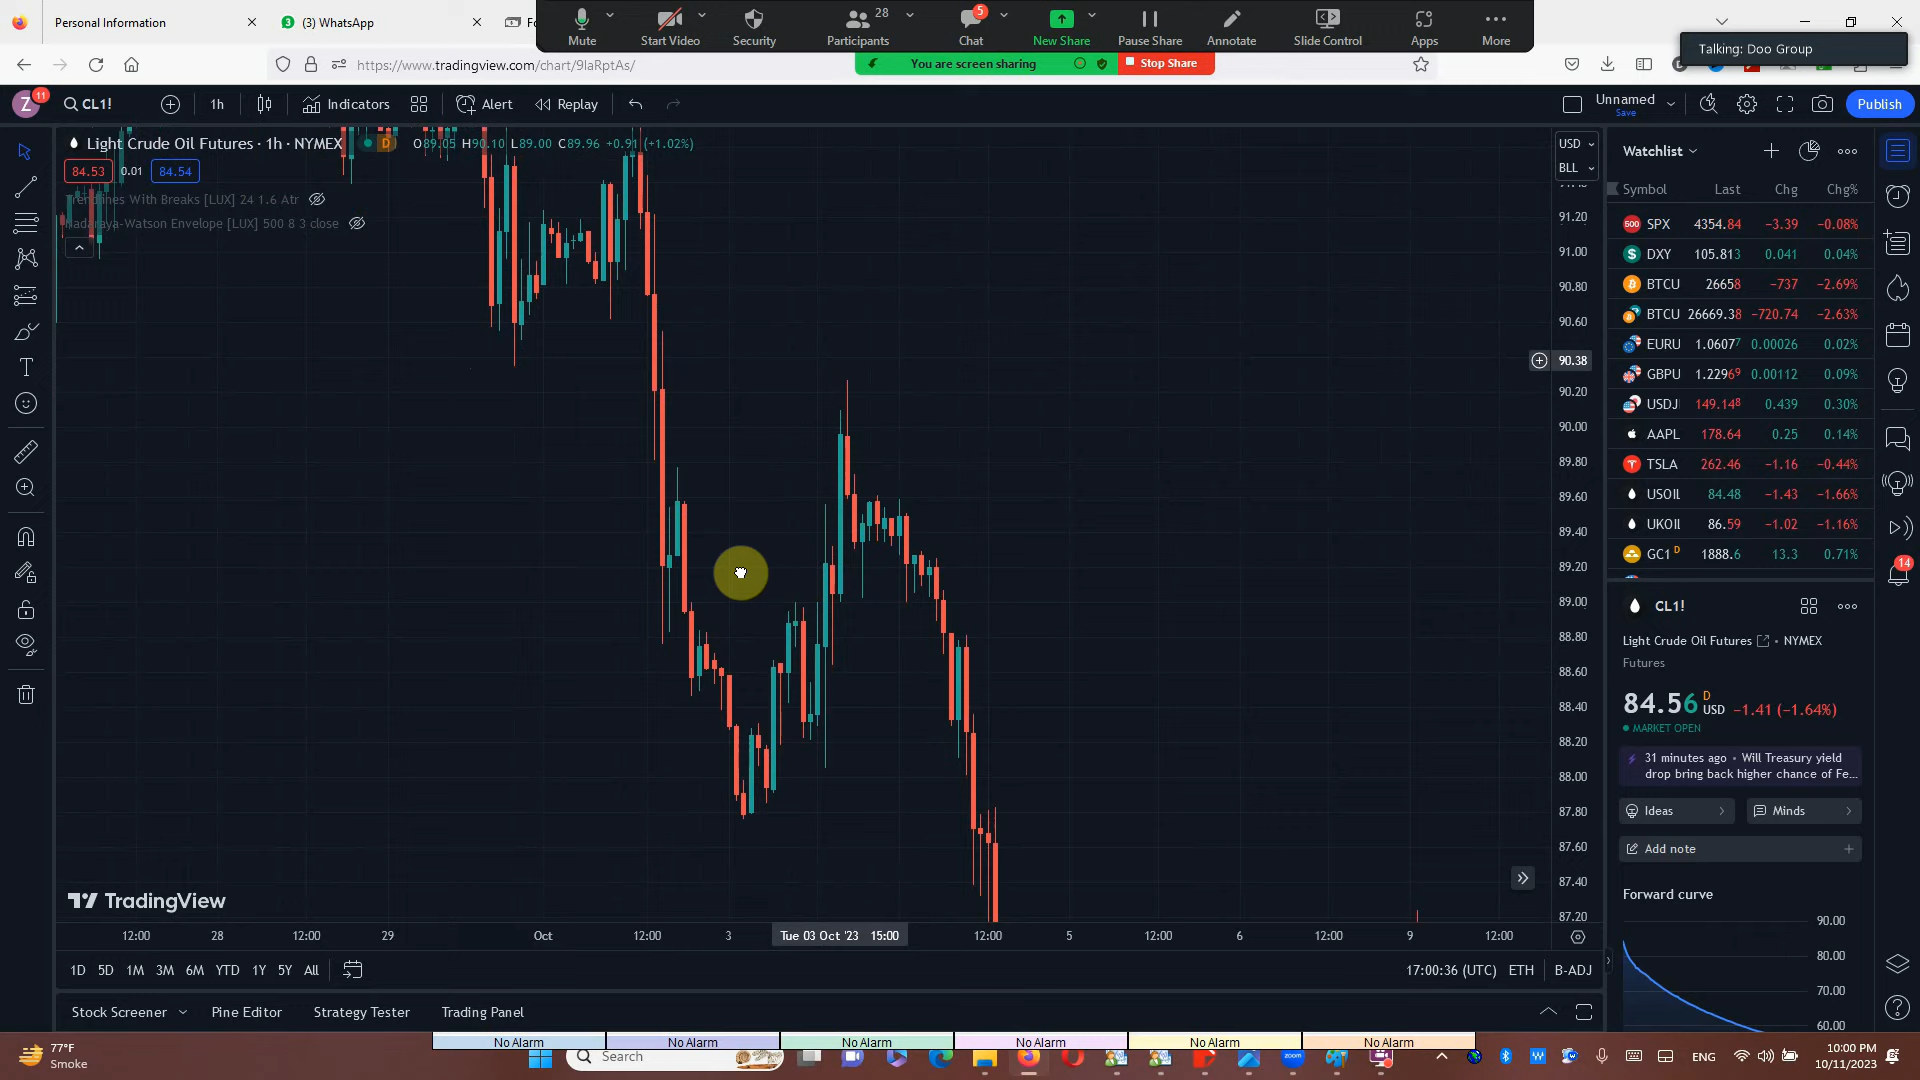 Personal Information
(3) WhatsApp
Mute
Start Video
Security
Participants
28
5
Chat
New Share
Pause Share
Annotate
Slide Control
Apps
More
Talking: Doo Group
https://www.tradingview.com/chart/9laRptAs/
You are screen sharing
Stop Share
Z
11
CL1!
1h
Indicators
Alert
Replay
Unnamed
Save
Publish
Light Crude Oil Futures · 1h · NYMEX
D
O89.05 H90.10 L89.00 C89.96 +0.91 (+1.02%)
84.53
0.01
84.54
Trendlines With Breaks [LUX] 24 1.6 Atr
Nadaraya-Watson Envelope [LUX] 500 8 3 close
USD
BLL
91.20
91.00
90.80
90.60
90.38
90.20
90.00
89.80
89.60
89.40
89.20
89.00
88.80
88.60
88.40
88.20
88.00
87.80
87.60
87.40
87.20
TradingView
12:00
28
12:00
29
Oct
12:00
3
Tue 03 Oct '23 15:00
12:00
5
12:00
6
12:00
9
12:00
1D
5D
1M
3M
6M
YTD
1Y
5Y
All
17:00:36 (UTC)
ETH
B-ADJ
Stock Screener
Pine Editor
Strategy Tester
Trading Panel
Watchlist
Symbol Last Chg Chg%
500 SPX 4354.84 −3.39 −0.08%
DXY 105.813 0.041 0.04%
BTCU 26658 −737 −2.69%
BTCU 26669.38 −720.74 −2.63%
EURU 1.06077 0.00026 0.02%
GBPU 1.22969 0.00112 0.09%
USDJ 149.148 0.439 0.30%
AAPL 178.64 0.25 0.14%
TSLA 262.46 −1.16 −0.44%
USOIL 84.48 −1.43 −1.66%
UKOIL 86.59 −1.02 −1.16%
GC1 D 1888.6 13.3 0.71%
14
CL1!
Light Crude Oil Futures • NYMEX
Futures
84.56 D USD −1.41 (−1.64%)
MARKET OPEN
31 minutes ago • Will Treasury yield
drop bring back higher chance of Fe...
Ideas
Minds
Add note
Forward curve
90.00
80.00
70.00
60.00
No Alarm
No Alarm
No Alarm
No Alarm
No Alarm
No Alarm
77°F
Smoke
Search
zoom
ENG
10:00 PM
10/11/2023